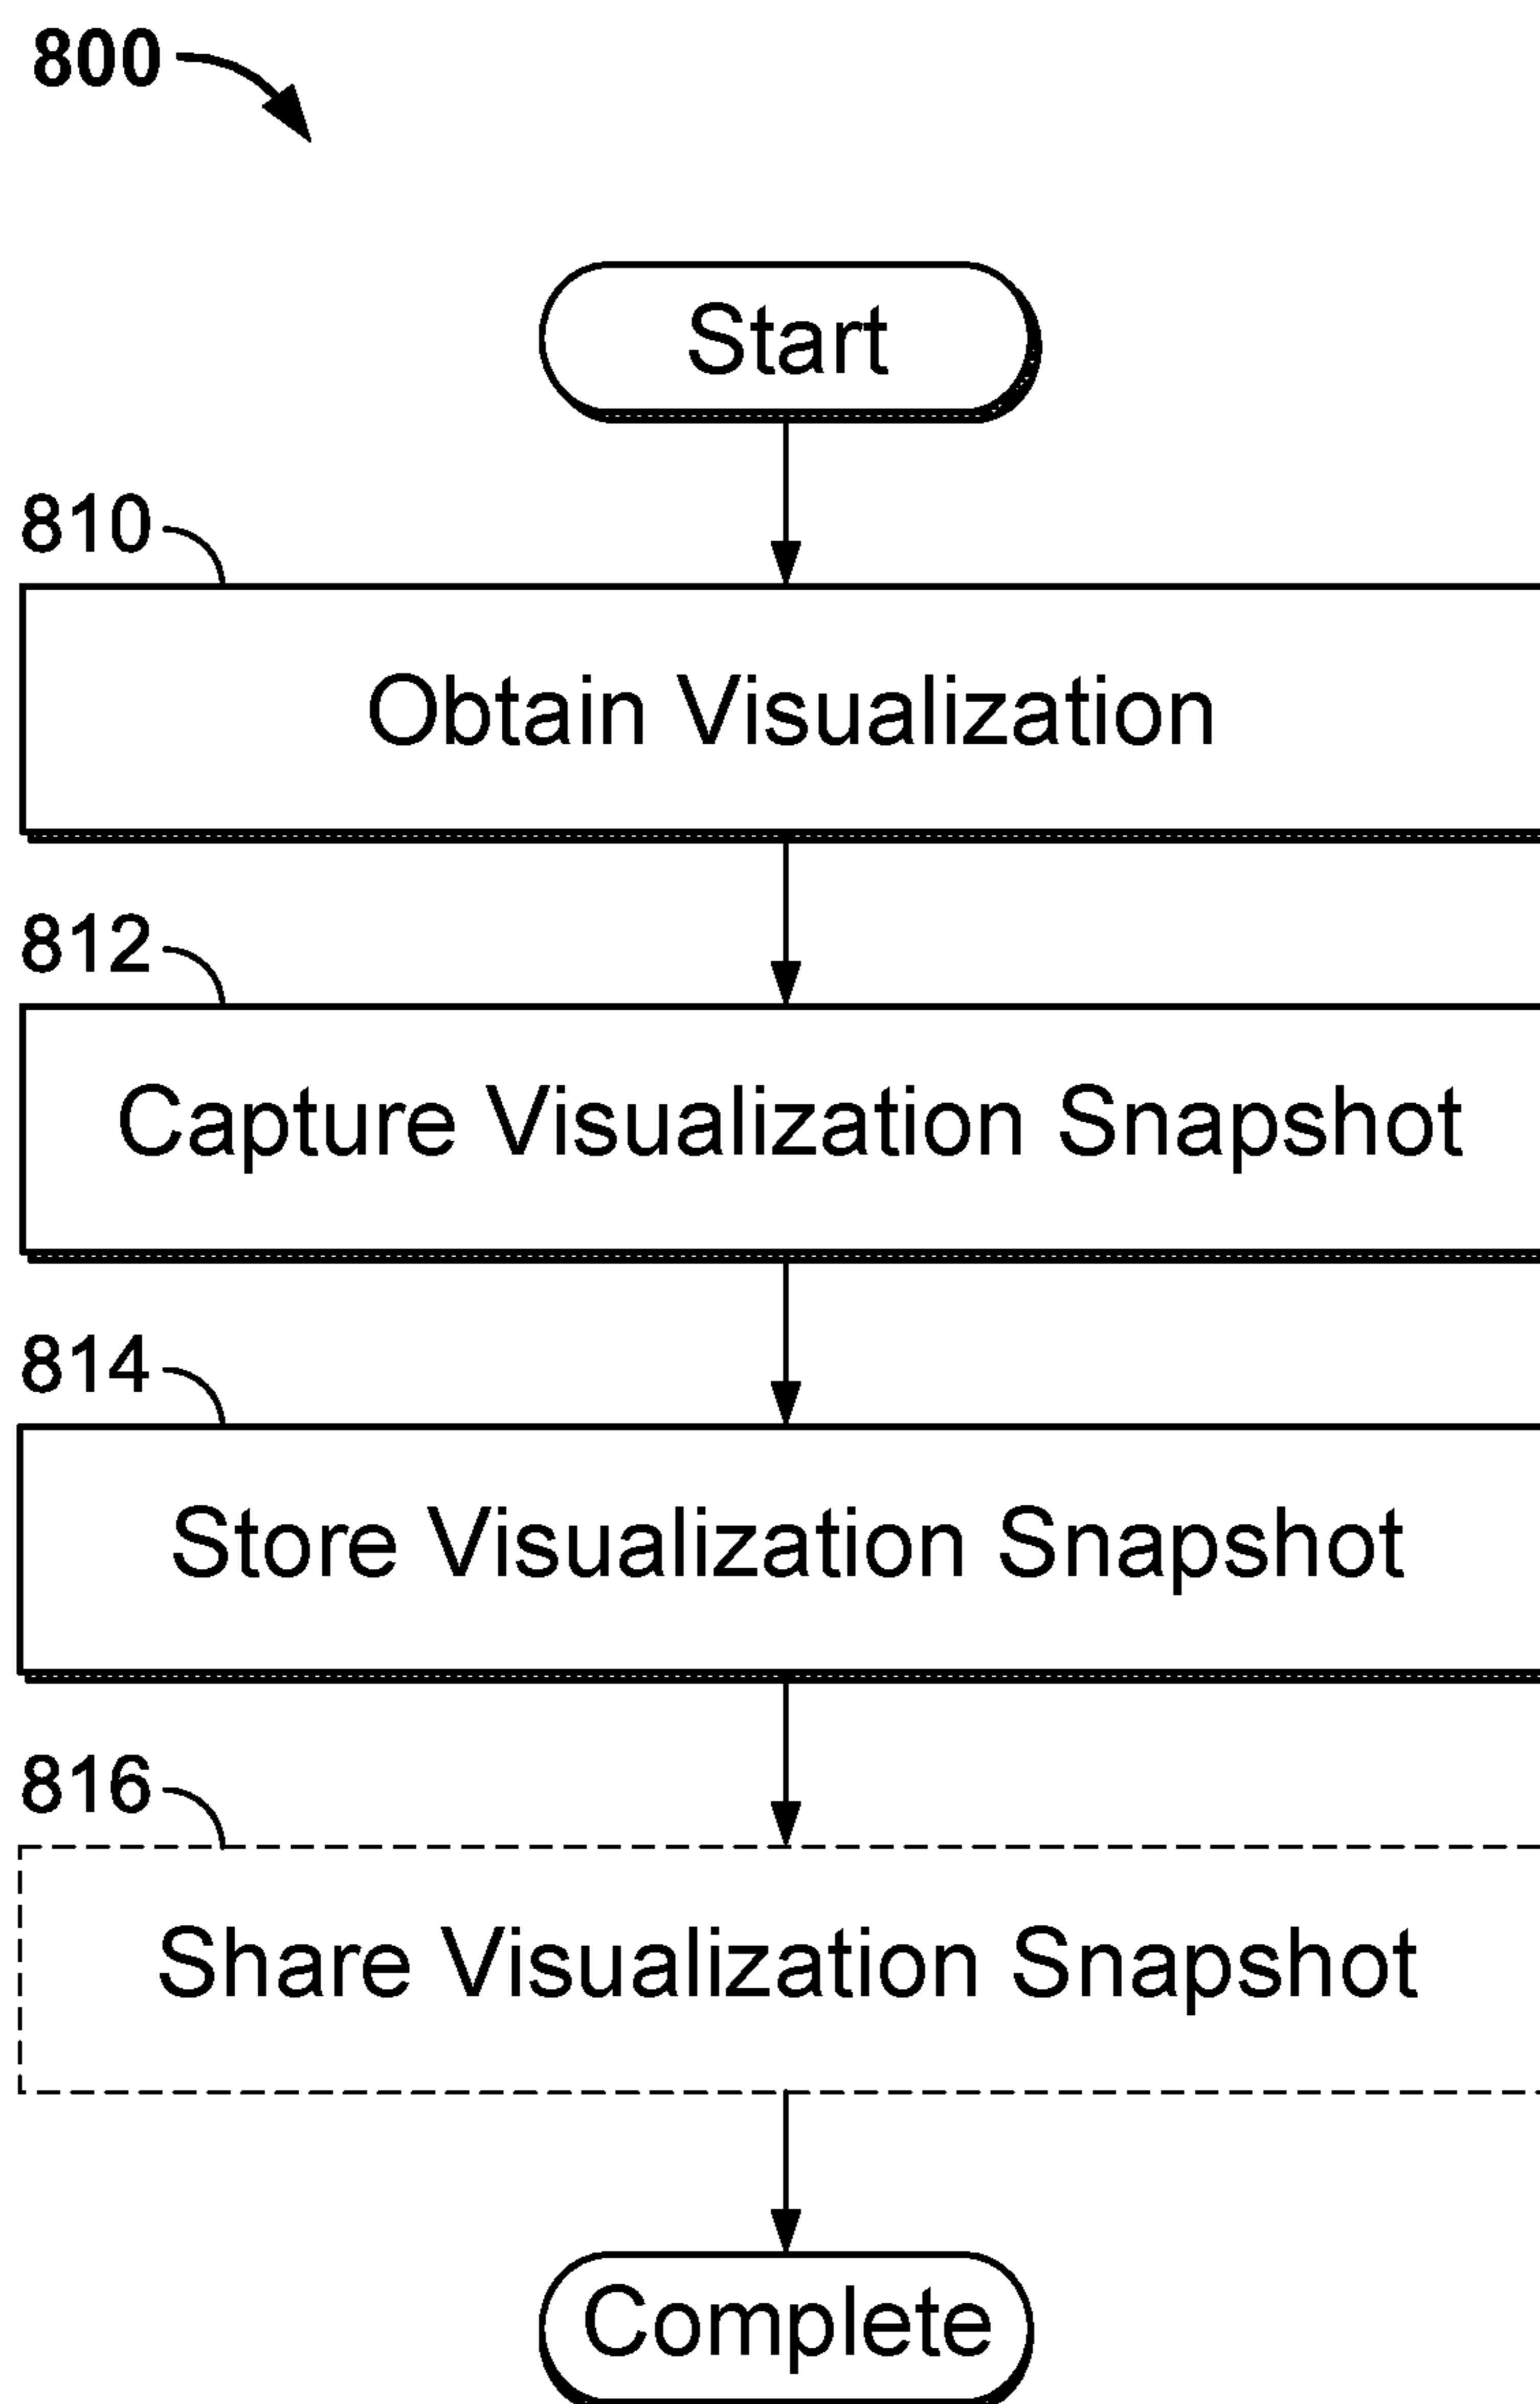 800
Start
810
Obtain Visualization
812
Capture Visualization Snapshot
814
Store Visualization Snapshot
816
Share Visualization Snapshot
Complete